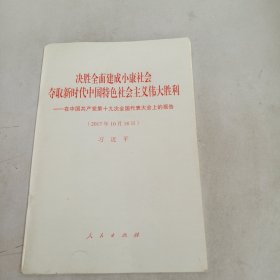 决胜全面建成小康社会
夺取新时代中国特色社会主义伟大胜利
——在中国共产党第十九次全国代表大会上的报告
（2017年10月18日）
习近平
人民出版社